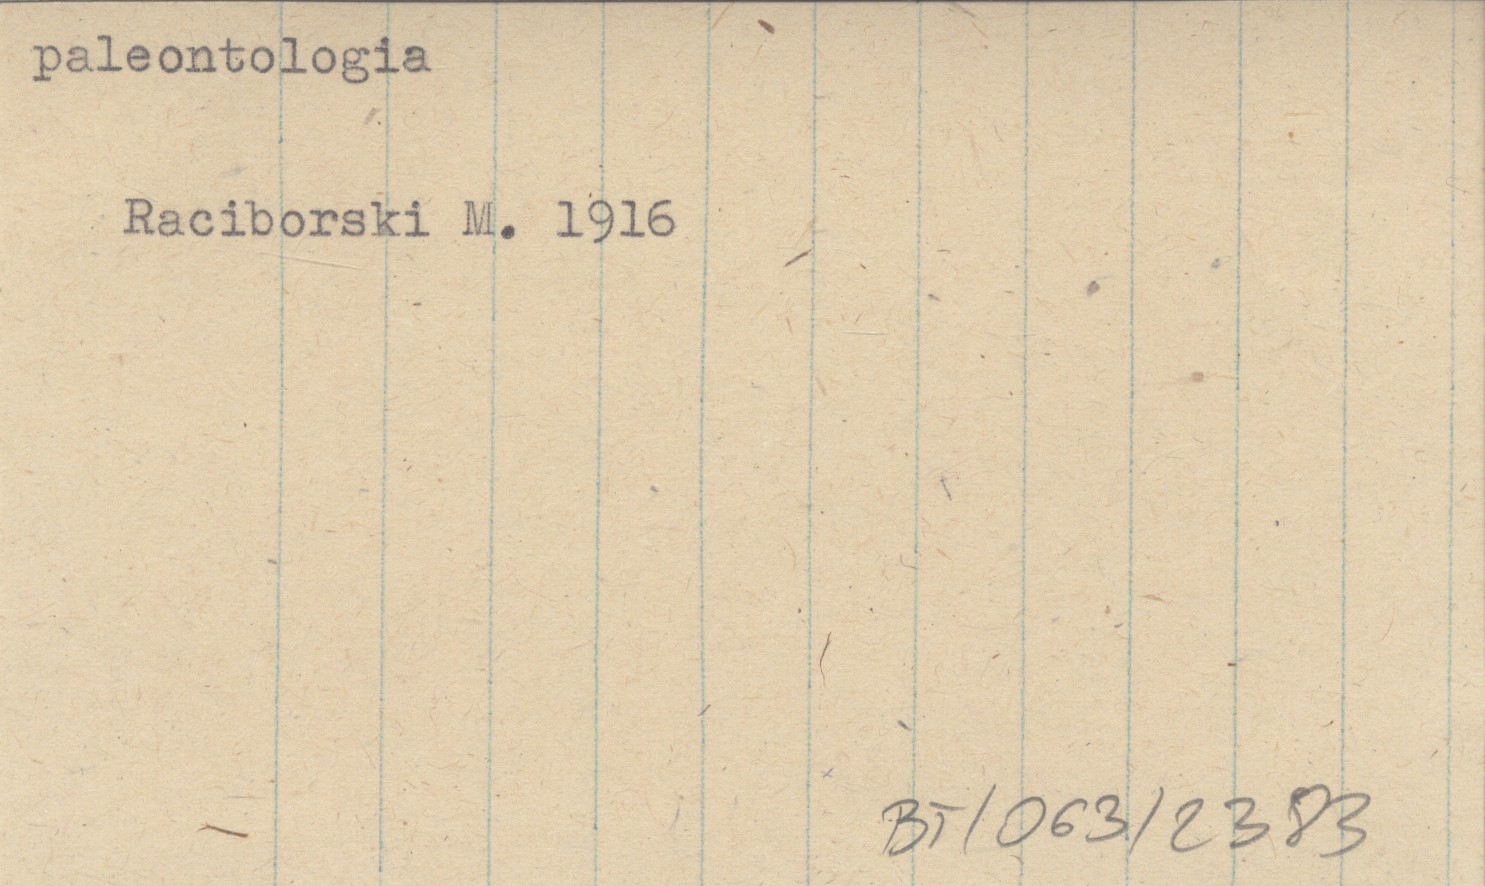 paleontologia
Raciborski M. 1916
BT/063/2383